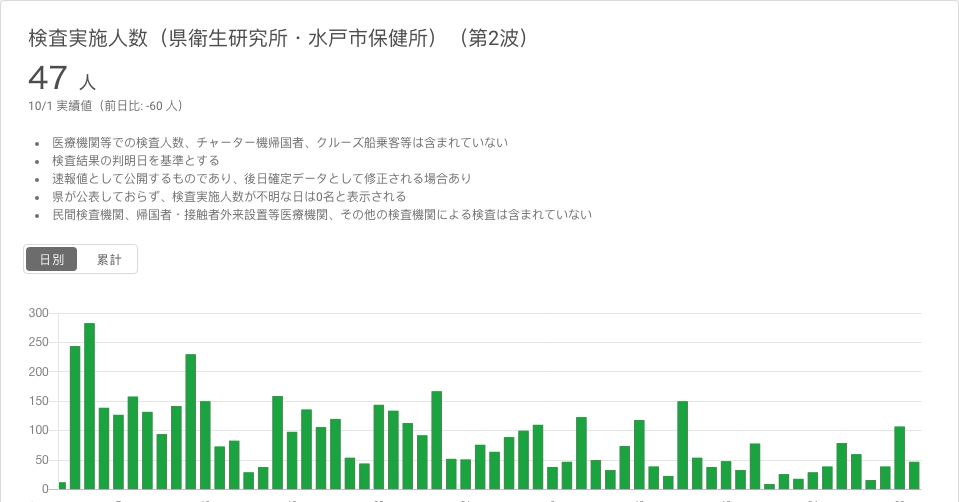 検査実施人数（県衛生研究所・水戸市保健所）（第2波）
47 人
10/1 実績値（前日比: -60 人）
医療機関等での検査人数、チャーター機帰国者、クルーズ船乗客等は含まれていない
検査結果の判明日を基準とする
速報値として公開するものであり、後日確定データとして修正される場合あり
県が公表しておらず、検査実施人数が不明な日は0名と表示される
民間検査機関、帰国者・接触者外来設置等医療機関、その他の検査機関による検査は含まれていない
日別 累計
300
250
200
150
100
50
0